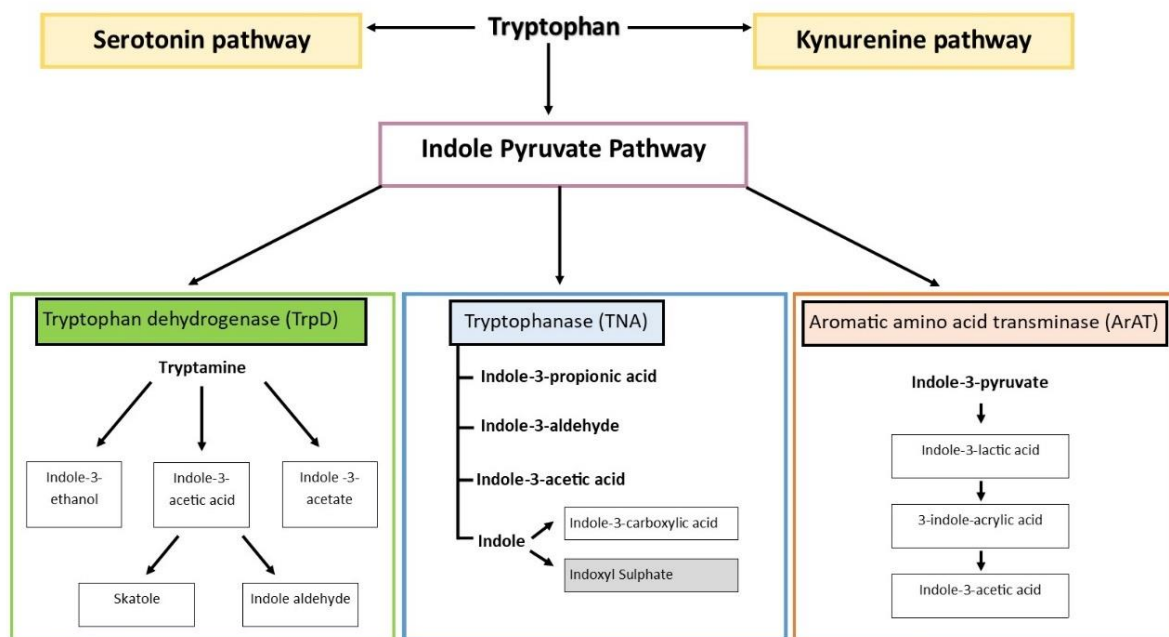 Serotonin pathway
Tryptophan
Kynurenine pathway
Indole Pyruvate Pathway
Tryptophan dehydrogenase (TrpD)
Tryptamine
Indole-3-
ethanol
Indole-3-
acetic acid
Indole -3-
acetate
Skatole
Indole aldehyde
Tryptophanase (TNA)
Indole-3-propionic acid
Indole-3-aldehyde
Indole-3-acetic acid
Indole
Indole-3-carboxylic acid
Indoxyl Sulphate
Aromatic amino acid transminase (ArAT)
Indole-3-pyruvate
Indole-3-lactic acid
3-indole-acrylic acid
Indole-3-acetic acid